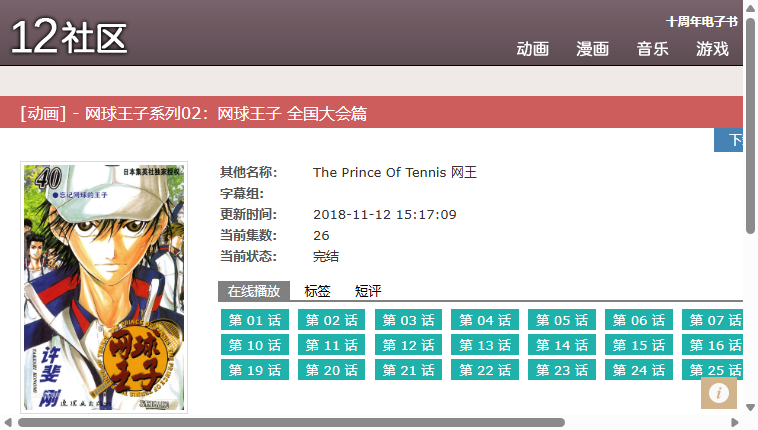 12社区
十周年电子书
动画 漫画 音乐 游戏
[动画] - 网球王子系列02：网球王子 全国大会篇
40
日本集英社独家授权
●忘记网球的王子
网球王子
许斐 刚
TAKESHI KONOMI
其他名称: The Prince Of Tennis 网王
字幕组:
更新时间: 2018-11-12 15:17:09
当前集数: 26
当前状态: 完结
在线播放 标签 短评
第 01 话 第 02 话 第 03 话 第 04 话 第 05 话 第 06 话 第 07 话
第 10 话 第 11 话 第 12 话 第 13 话 第 14 话 第 15 话 第 16 话
第 19 话 第 20 话 第 21 话 第 22 话 第 23 话 第 24 话 第 25 话